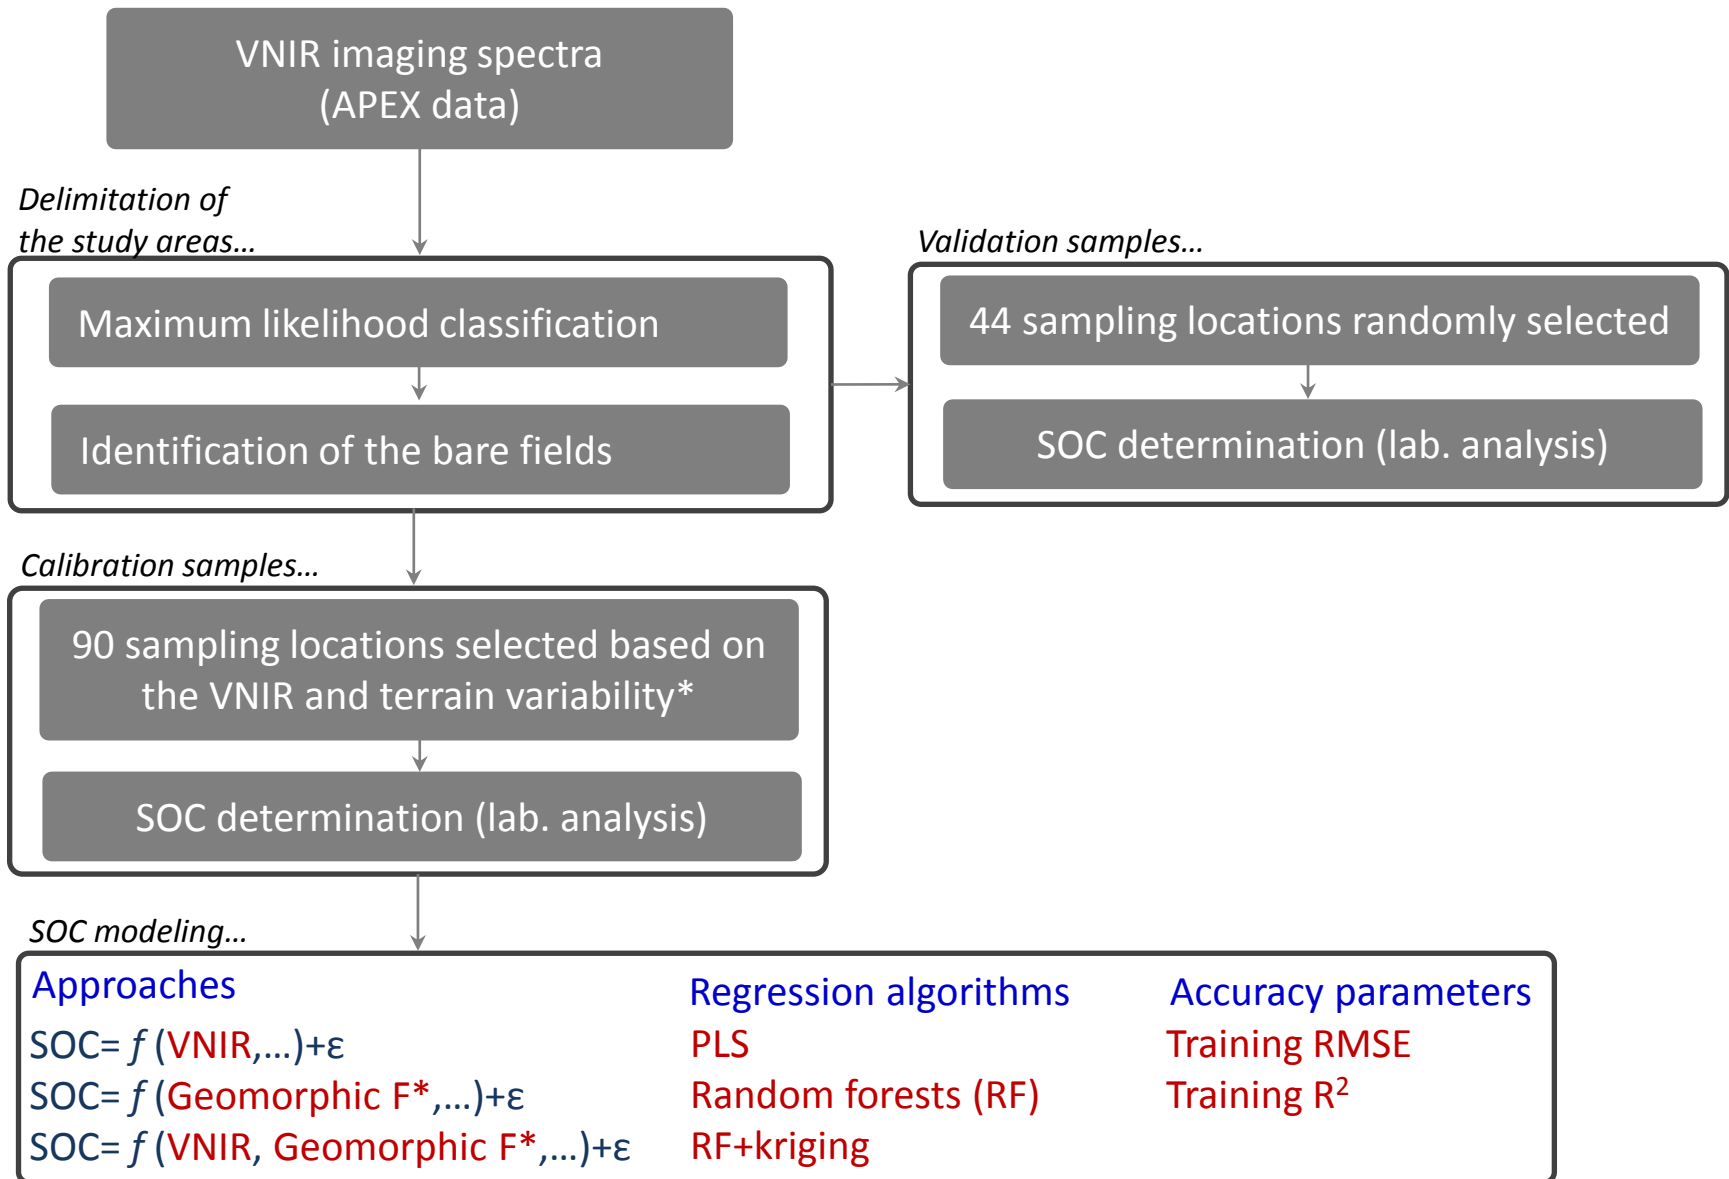 VNIR imaging spectra
(APEX data)
Delimitation of
the study areas...
Maximum likelihood classification
Identification of the bare fields
Validation samples...
44 sampling locations randomly selected
SOC determination (lab. analysis)
Calibration samples...
90 sampling locations selected based on
the VNIR and terrain variability*
SOC determination (lab. analysis)
SOC modeling...
Approaches
SOC= f (VNIR,...)+ε
SOC= f (Geomorphic F*,...)+ε
SOC= f (VNIR, Geomorphic F*,...)+ε
Regression algorithms
PLS
Random forests (RF)
RF+kriging
Accuracy parameters
Training RMSE
Training R²